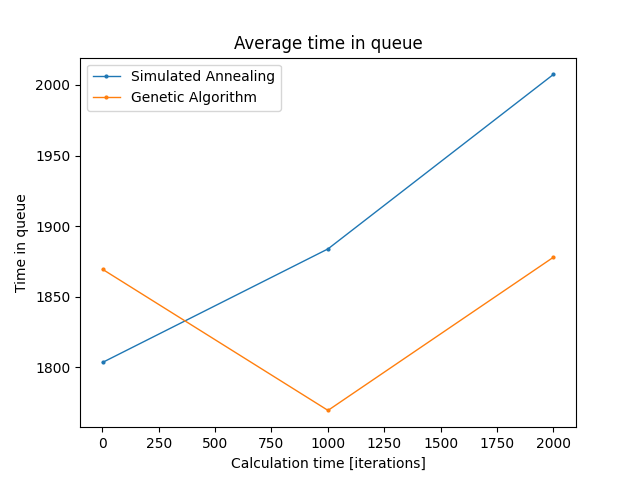 Average time in queue
Simulated Annealing
Genetic Algorithm
2000
1950
1900
1850
1800
Time in queue
0 250 500 750 1000 1250 1500 1750 2000
Calculation time [iterations]